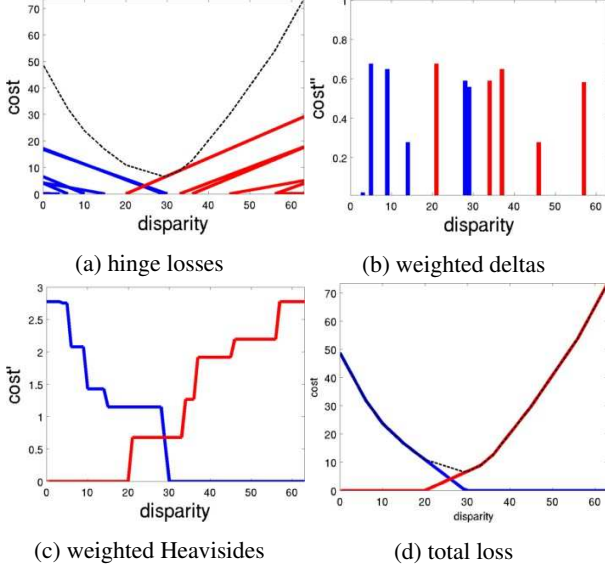 70
60
50
40
30
20
10
0
cost
0 10 20 30 40 50 60
disparity
(a) hinge losses
1
0.8
0.6
0.4
0.2
cost"
0 10 20 30 40 50 60
disparity
(b) weighted deltas
3
2.5
2
1.5
1
0.5
0
cost'
0 10 20 30 40 50 60
disparity
(c) weighted Heavisides
70
60
50
40
30
20
10
0
cost
0 10 20 30 40 50 60
disparity
(d) total loss